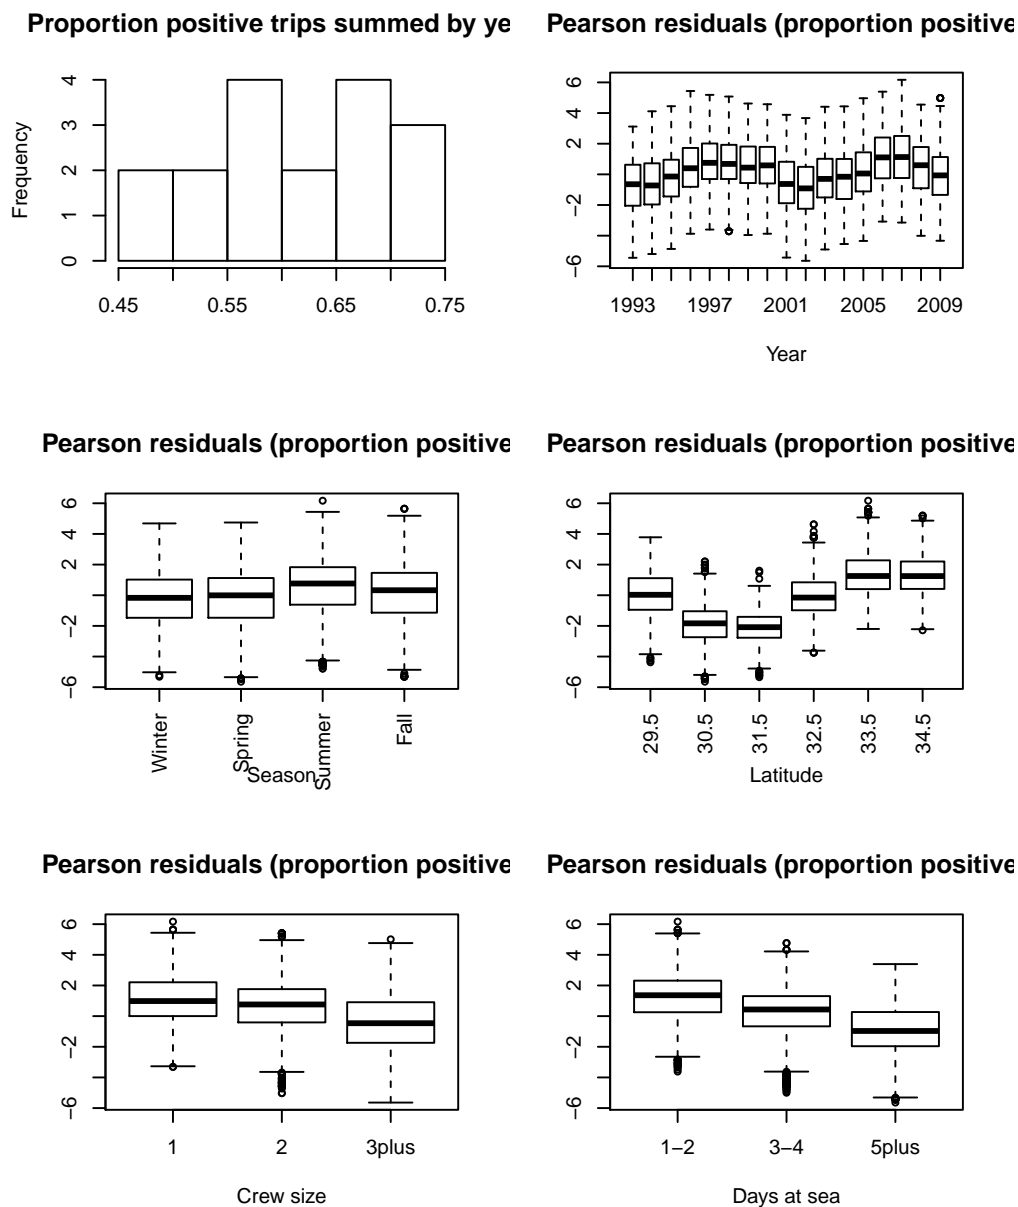 Proportion positive trips summed by ye
Frequency
0 1 2 3 4
0.45 0.55 0.65 0.75
Pearson residuals (proportion positive
−6 −2 2 4 6
1993 1997 2001 2005 2009
Year
Pearson residuals (proportion positive
−6 −2 2 4 6
Winter Spring Summer Fall
Season
Pearson residuals (proportion positive
−6 −2 2 4 6
29.5 30.5 31.5 32.5 33.5 34.5
Latitude
Pearson residuals (proportion positive
−6 −2 2 4 6
1 2 3plus
Crew size
Pearson residuals (proportion positive
−6 −2 2 4 6
1−2 3−4 5plus
Days at sea